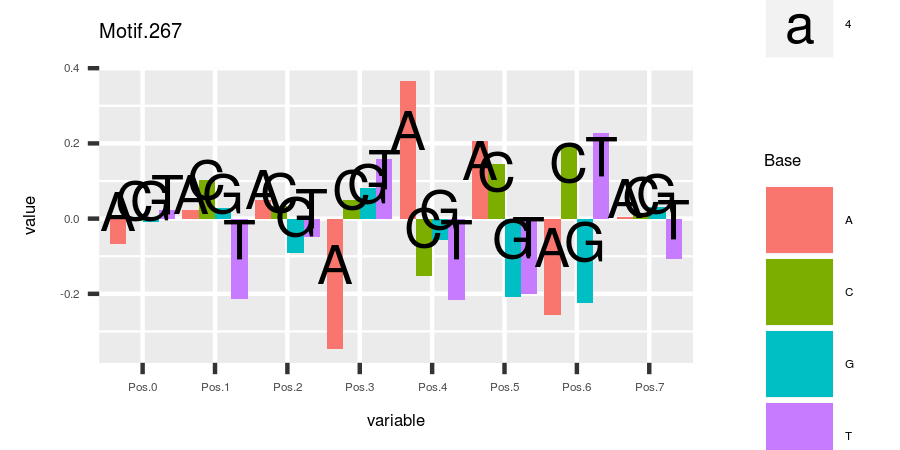 Motif.267
a 4
0.4
0.2
0.0
-0.2
value
A C G T A C G T A C G T A C G T A C G T A C G T A C G T A C G T
Pos.0 Pos.1 Pos.2 Pos.3 Pos.4 Pos.5 Pos.6 Pos.7
variable
Base
A
C
G
T